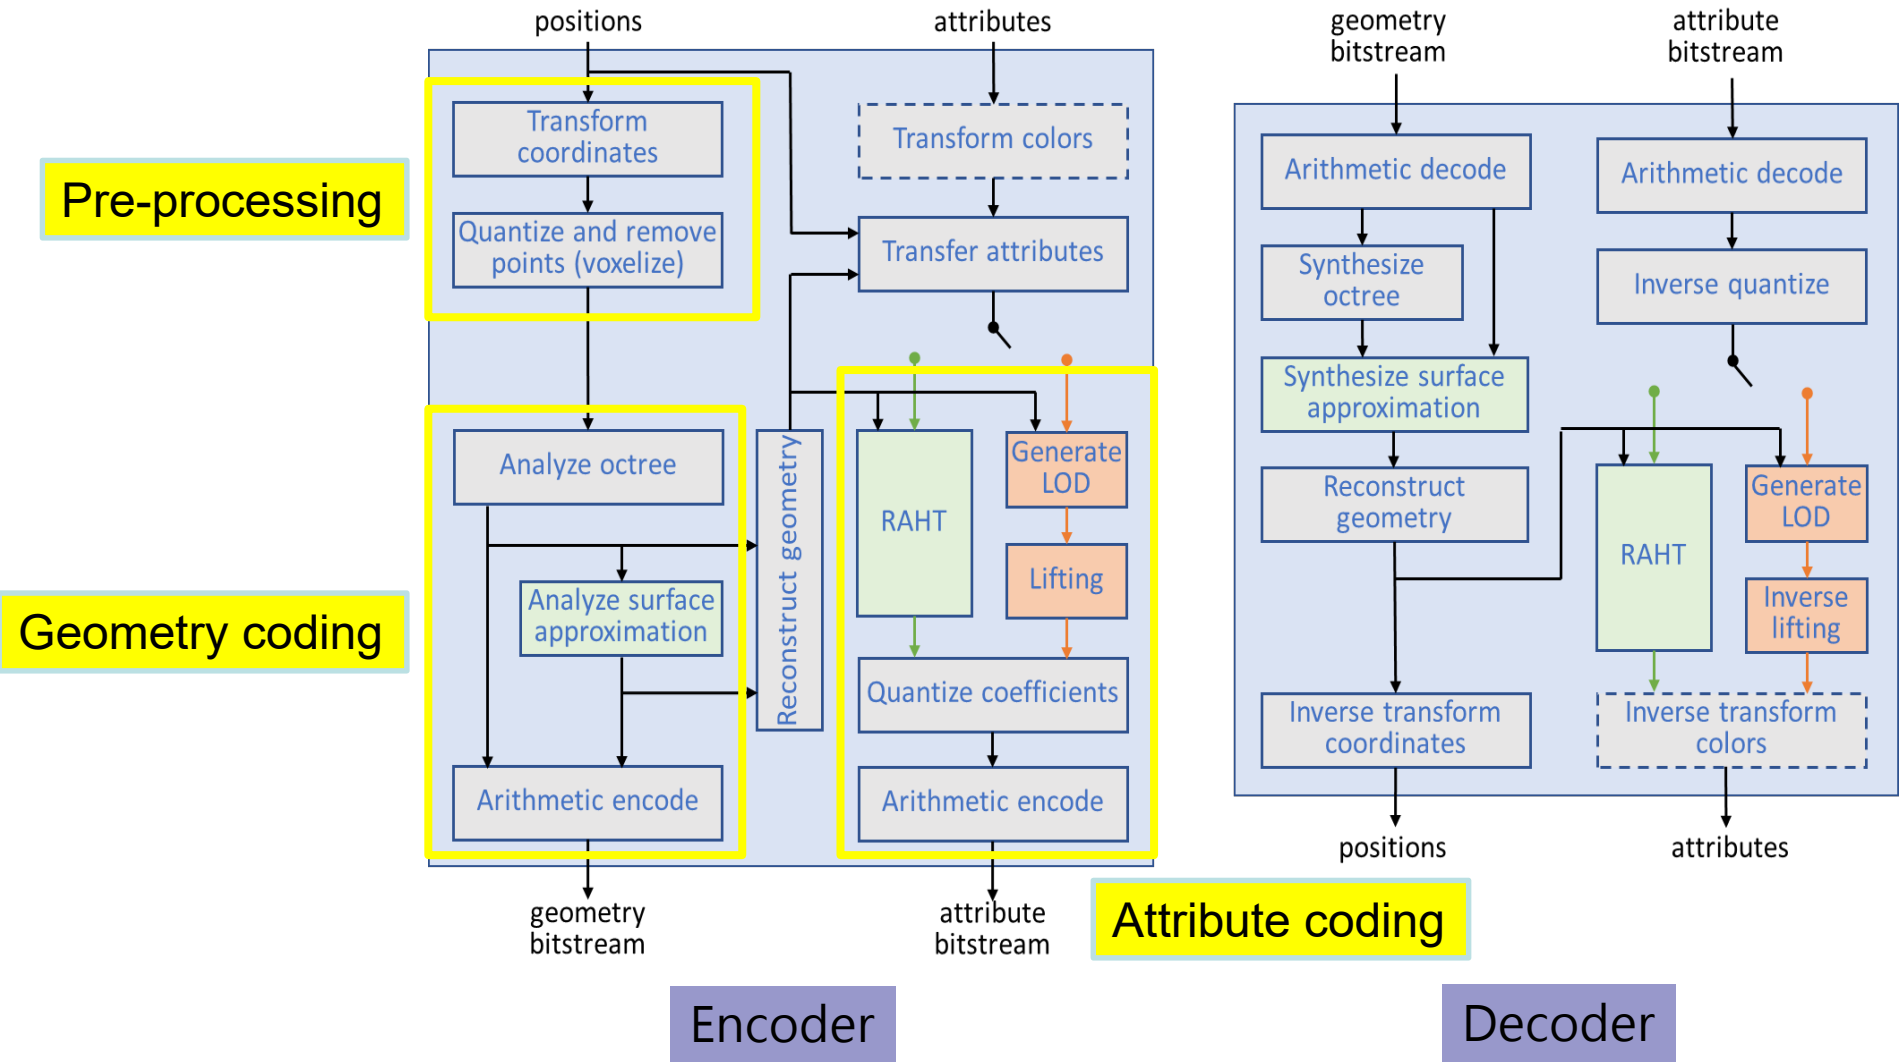 positions
attributes
Transform
coordinates
Quantize and remove
points (voxelize)
Transform colors
Transfer attributes
Pre-processing
Analyze octree
Analyze surface
approximation
Arithmetic encode
Geometry coding
Reconstruct geometry
RAHT
Generate
LOD
Lifting
Quantize coefficients
Arithmetic encode
geometry
bitstream
attribute
bitstream
Attribute coding
Encoder
geometry
bitstream
attribute
bitstream
Arithmetic decode
Synthesize
octree
Synthesize surface
approximation
Reconstruct
geometry
Inverse transform
coordinates
Arithmetic decode
Inverse quantize
RAHT
Generate
LOD
Inverse
lifting
Inverse transform
colors
positions
attributes
Decoder